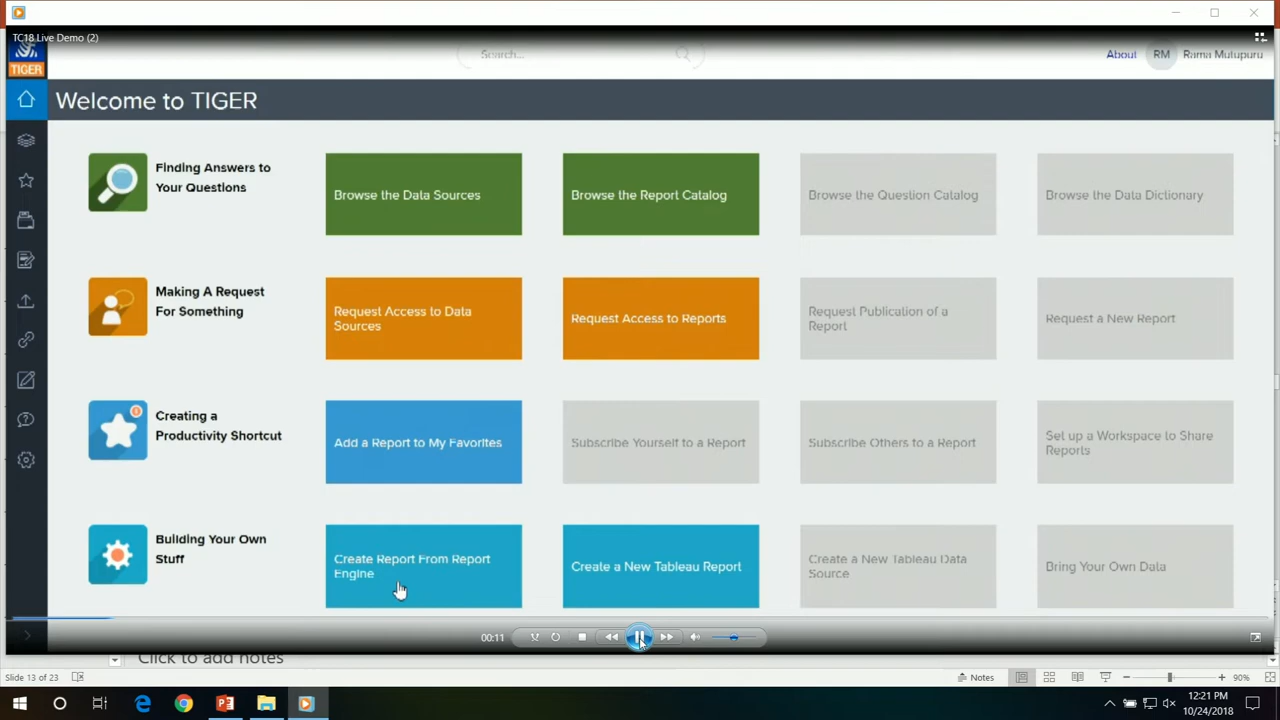 TC18 Live Demo (2)
TIGER
Search...
About
RM
Rama Mutupuru
Welcome to TIGER
Finding Answers to
Your Questions
Browse the Data Sources
Browse the Report Catalog
Browse the Question Catalog
Browse the Data Dictionary
Making A Request
For Something
Request Access to Data
Sources
Request Access to Reports
Request Publication of a
Report
Request a New Report
Creating a
Productivity Shortcut
Add a Report to My Favorites
Subscribe Yourself to a Report
Subscribe Others to a Report
Set up a Workspace to Share
Reports
Building Your Own
Stuff
Create Report From Report
Engine
Create a New Tableau Report
Create a New Tableau Data
Source
Bring Your Own Data
00:11
Click to add notes
Slide 13 of 23
Notes
90%
12:21 PM
10/24/2018